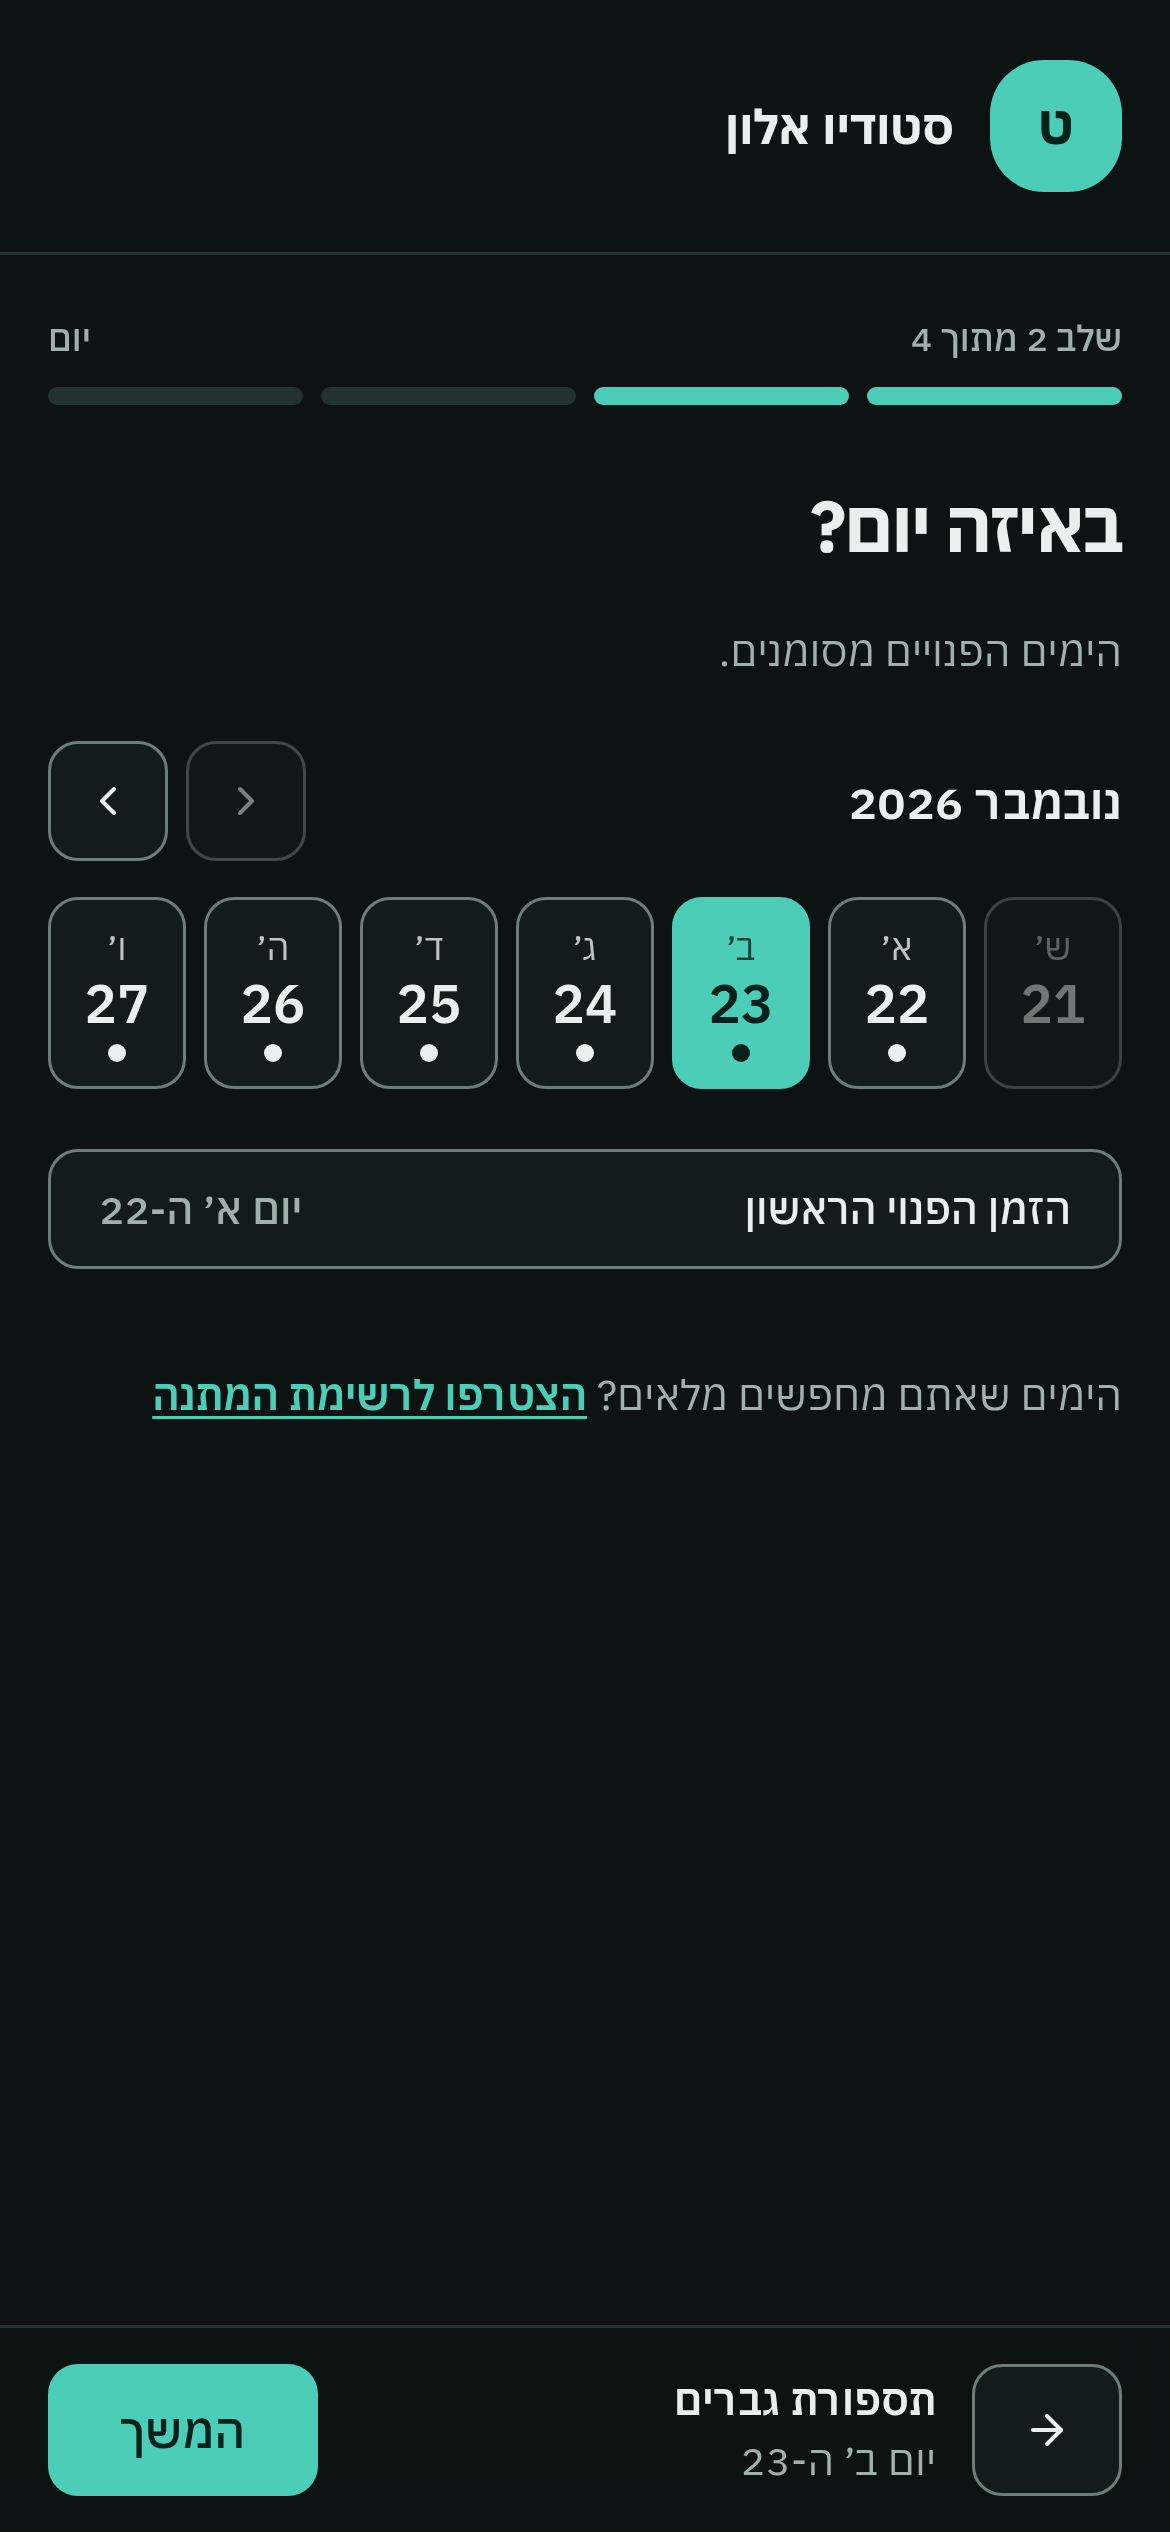 ט
סטודיו אלון
שלב 2 מתוך 4
יום
באיזה יום?
הימים הפנויים מסומנים.
נובמבר 2026
ש׳ א׳ ב׳ ג׳ ד׳ ה׳ ו׳
21 22 23 24 25 26 27
הזמן הפנוי הראשון
יום א׳ ה-22
הימים שאתם מחפשים מלאים? הצטרפו לרשימת המתנה
תספורת גברים
יום ב׳ ה-23
המשך